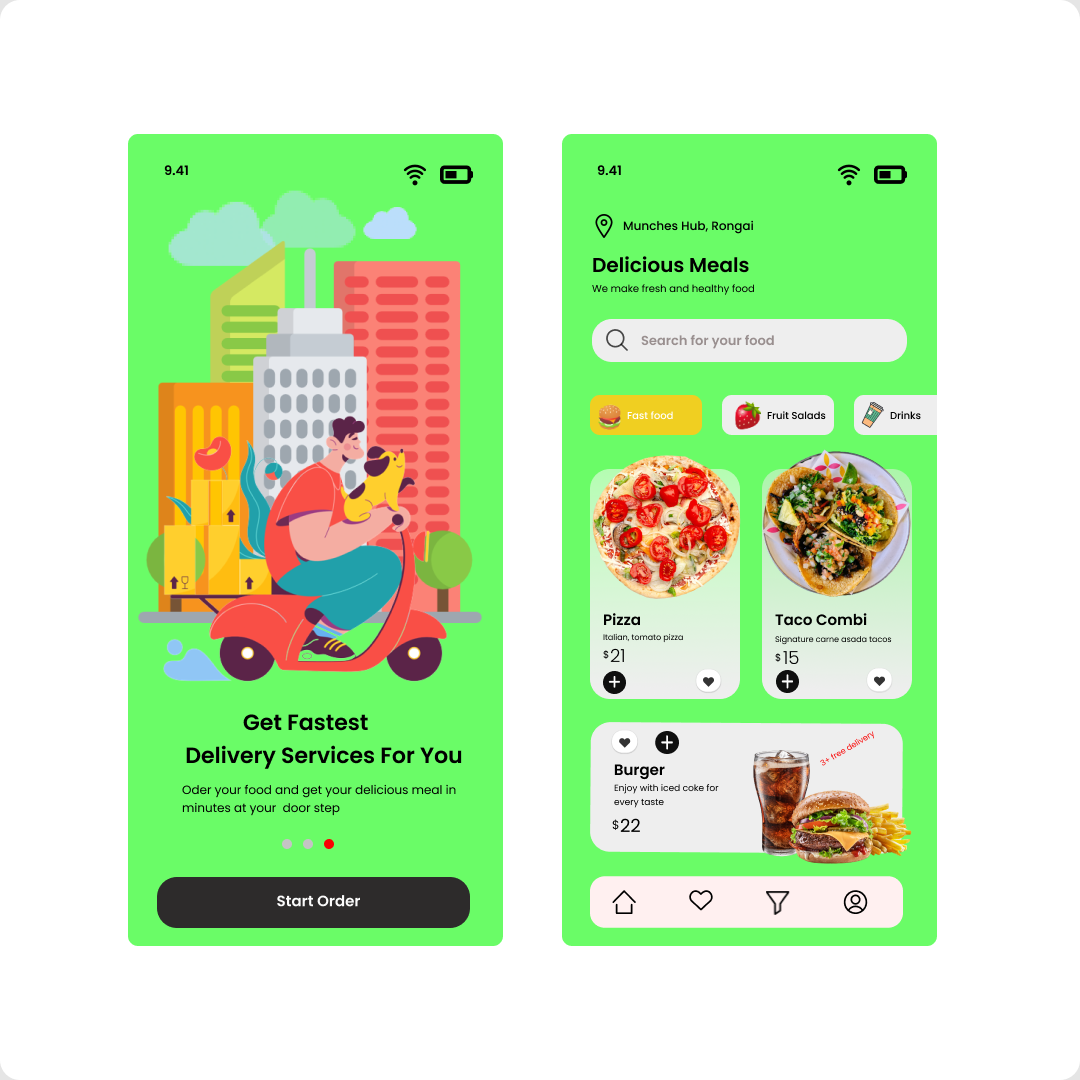 9.41
Get Fastest
Delivery Services For You
Oder your food and get your delicious meal in
minutes at your  door step
Start Order
9.41
Munches Hub, Rongai
Delicious Meals
We make fresh and healthy food
Search for your food
Fast food
Fruit Salads
Drinks
Pizza
Italian, tomato pizza
$21
Taco Combi
Signature carne asada tacos
$15
3+ free delivery
Burger
Enjoy with iced coke for
every taste
$22